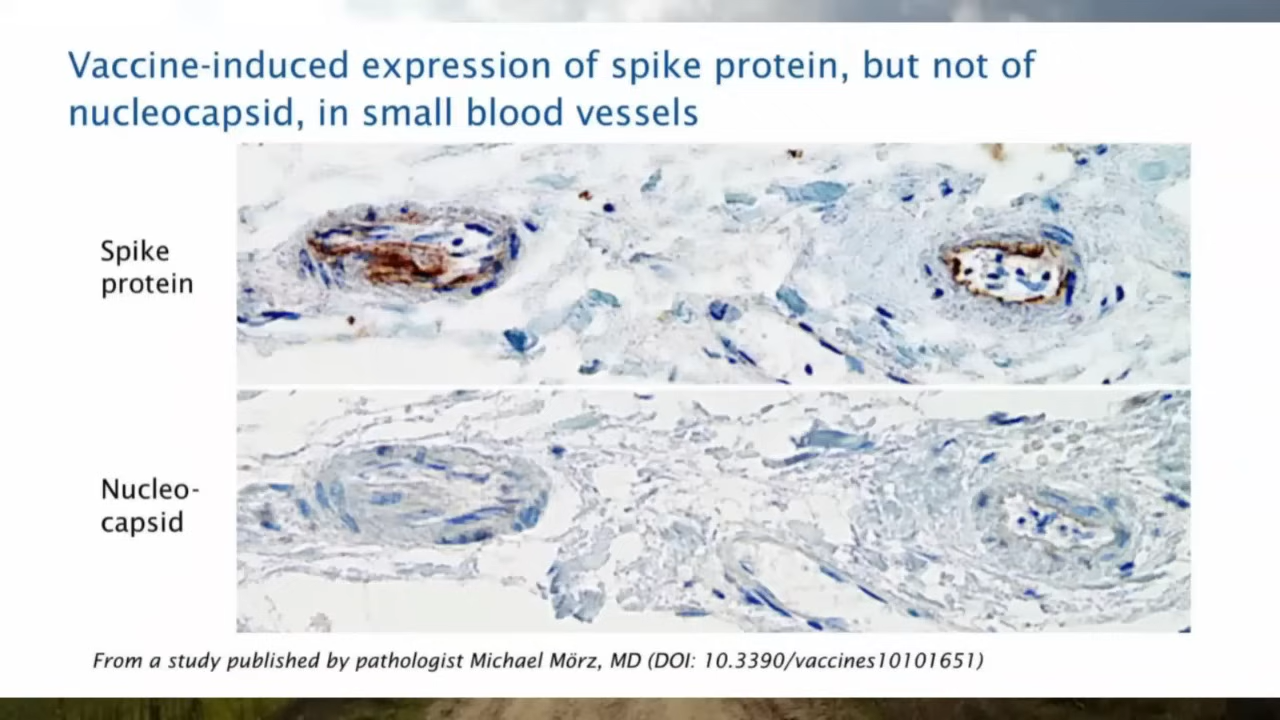 Vaccine-induced expression of spike protein, but not of
nucleocapsid, in small blood vessels
Spike
protein
Nucleo-
capsid
From a study published by pathologist Michael Mörz, MD (DOI: 10.3390/vaccines10101651)